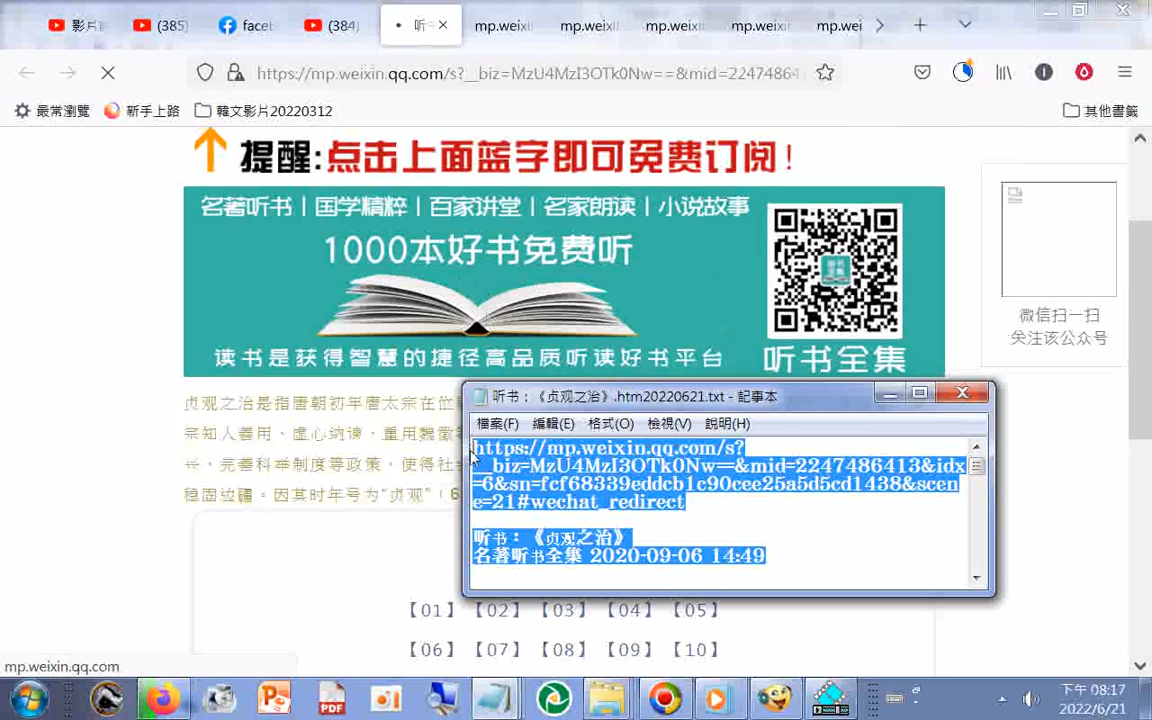 影片
(385)
facet
(384)
听
mp.weixi
mp.weixi
mp.weixi
mp.weixi
mp.wei
https://mp.weixin.qq.com/s?__biz=MzU4MzI3OTk0Nw==&mid=22474864
最常瀏覽
新手上路
韓文影片20220312
其他書籤
提醒:点击上面蓝字即可免费订阅!
名著听书 | 国学精粹 | 百家讲堂 | 名家朗读 | 小说故事
1000本好书免费听
读书是获得智慧的捷径高品质听读好书平台
听书全集
微信扫一扫
关注该公众号
贞观之治是指唐朝初年唐太宗在位
宗知人善用、虚心纳谏,重用魏徵
,完善科举制度等政策,使得社
稳固边疆。因其时年号为“贞观”(6
听书:《贞观之治》.htm20220621.txt - 記事本
檔案(F)
編輯(E)
格式(O)
檢視(V)
說明(H)
https://mp.weixin.qq.com/s?
__biz=MzU4MzI3OTk0Nw==&mid=2247486413&idx
=6&sn=fcf68339eddcb1c90cee25a5d5cd1438&scen
e=21#wechat_redirect
听书:《贞观之治》
名著听书全集 2020-09-06 14:49
【01】【02】【03】【04】【05】
【06】【07】【08】【09】【10】
mp.weixin.qq.com
PDF
下午 08:17
2022/6/21